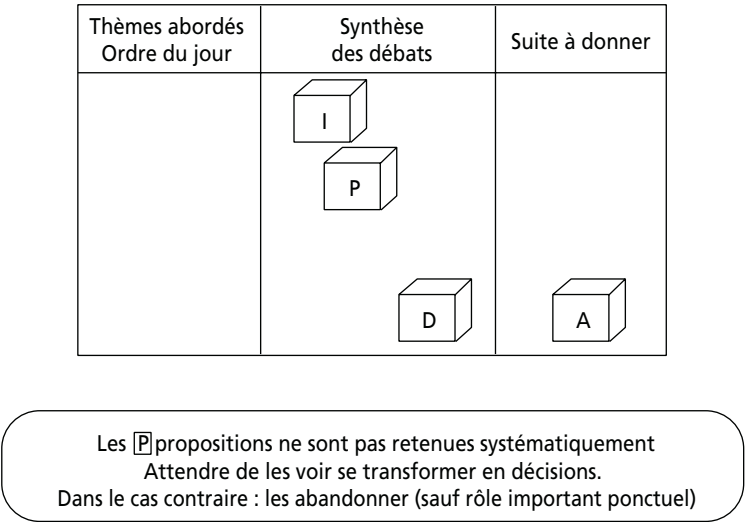 Thèmes abordés
Ordre du jour
Synthèse
des débats
Suite à donner
I
P
D
A
Les P propositions ne sont pas retenues systématiquement
Attendre de les voir se transformer en décisions.
Dans le cas contraire : les abandonner (sauf rôle important ponctuel)